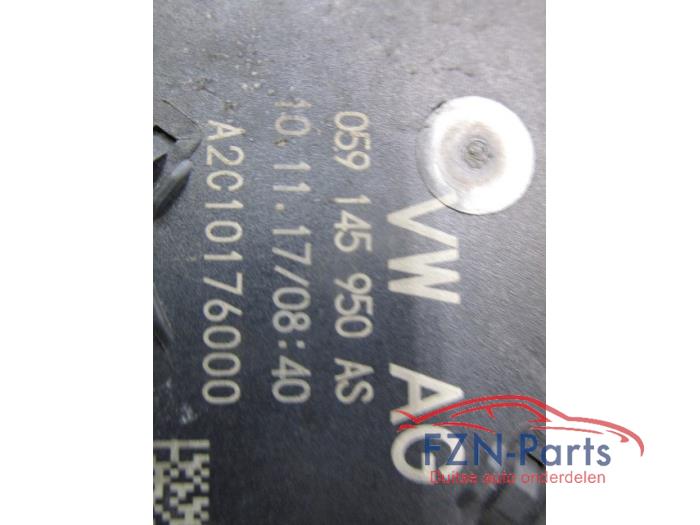 VW AG
059 145 950 AS
10.11.17/08:40
A2C10176000
FZN-Parts
Duitse auto onderdelen